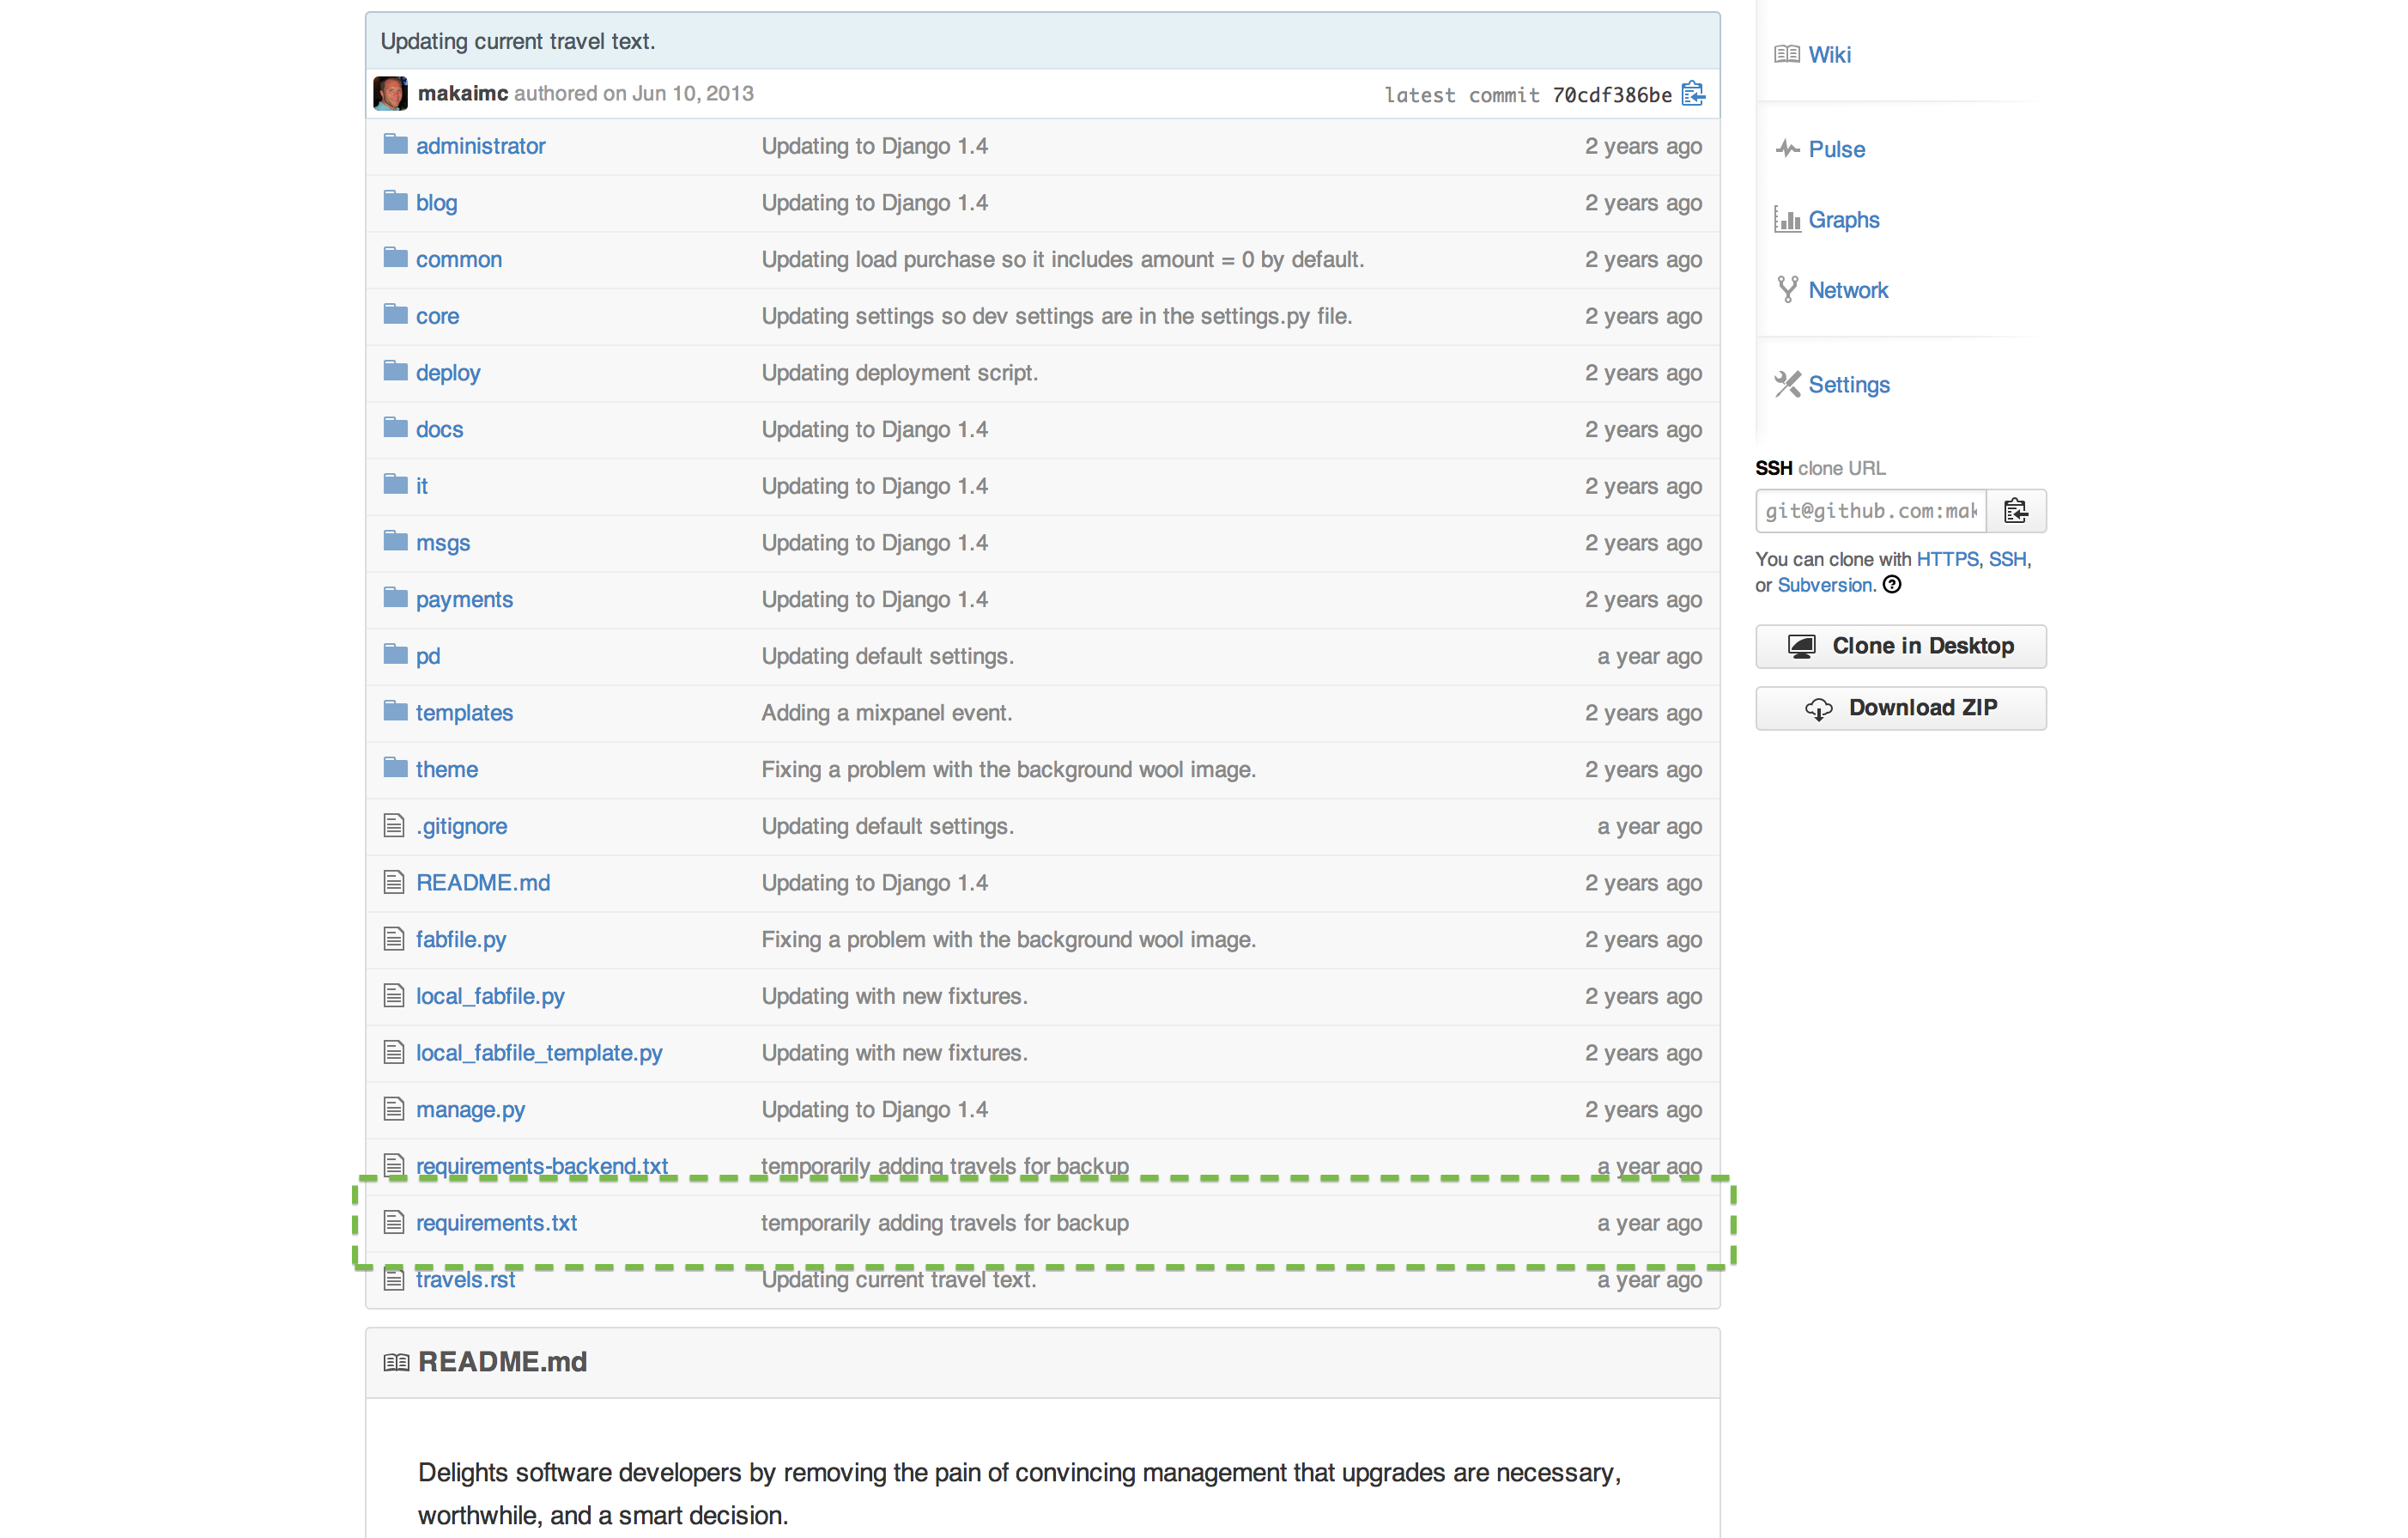 Updating current travel text.
makaimc authored on Jun 10, 2013 latest commit 70cdf386be
administrator Updating to Django 1.4 2 years ago
blog Updating to Django 1.4 2 years ago
common Updating load purchase so it includes amount = 0 by default. 2 years ago
core Updating settings so dev settings are in the settings.py file. 2 years ago
deploy Updating deployment script. 2 years ago
docs Updating to Django 1.4 2 years ago
it Updating to Django 1.4 2 years ago
msgs Updating to Django 1.4 2 years ago
payments Updating to Django 1.4 2 years ago
pd Updating default settings. a year ago
templates Adding a mixpanel event. 2 years ago
theme Fixing a problem with the background wool image. 2 years ago
.gitignore Updating default settings. a year ago
README.md Updating to Django 1.4 2 years ago
fabfile.py Fixing a problem with the background wool image. 2 years ago
local_fabfile.py Updating with new fixtures. 2 years ago
local_fabfile_template.py Updating with new fixtures. 2 years ago
manage.py Updating to Django 1.4 2 years ago
requirements-backend.txt temporarily adding travels for backup a year ago
requirements.txt temporarily adding travels for backup a year ago
travels.rst Updating current travel text. a year ago
README.md
Delights software developers by removing the pain of convincing management that upgrades are necessary,
worthwhile, and a smart decision.
Wiki
Pulse
Graphs
Network
Settings
SSH clone URL
git@github.com:mak
You can clone with HTTPS, SSH,
or Subversion.
Clone in Desktop
Download ZIP